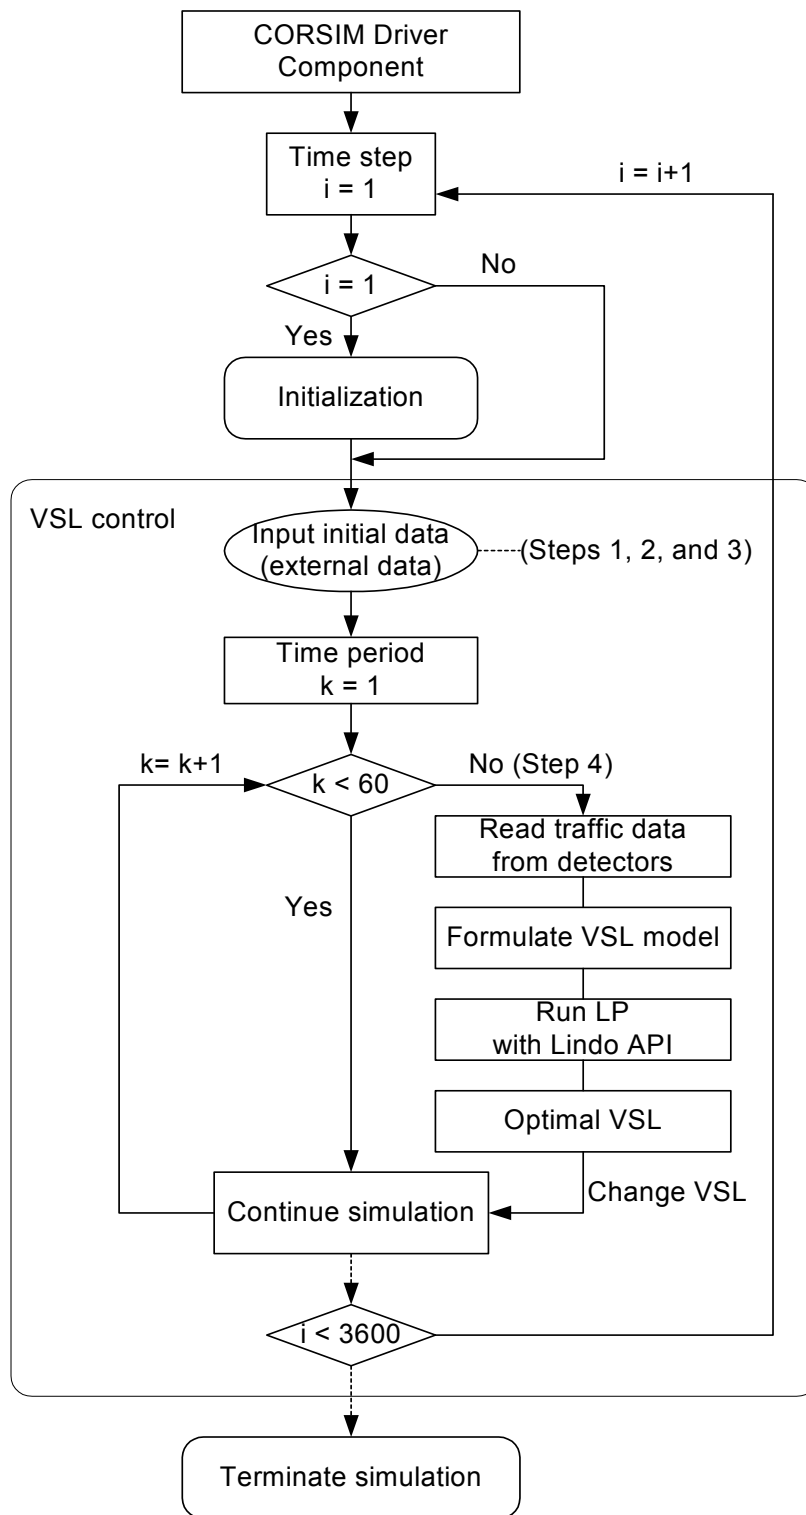 CORSIM Driver
Component
Time step
i = 1
i = i+1
i = 1
No
Yes
Initialization
VSL control
Input initial data
(external data)
(Steps 1, 2, and 3)
Time period
k = 1
k= k+1
k < 60
No (Step 4)
Read traffic data
from detectors
Yes
Formulate VSL model
Run LP
with Lindo API
Optimal VSL
Change VSL
Continue simulation
i < 3600
Terminate simulation